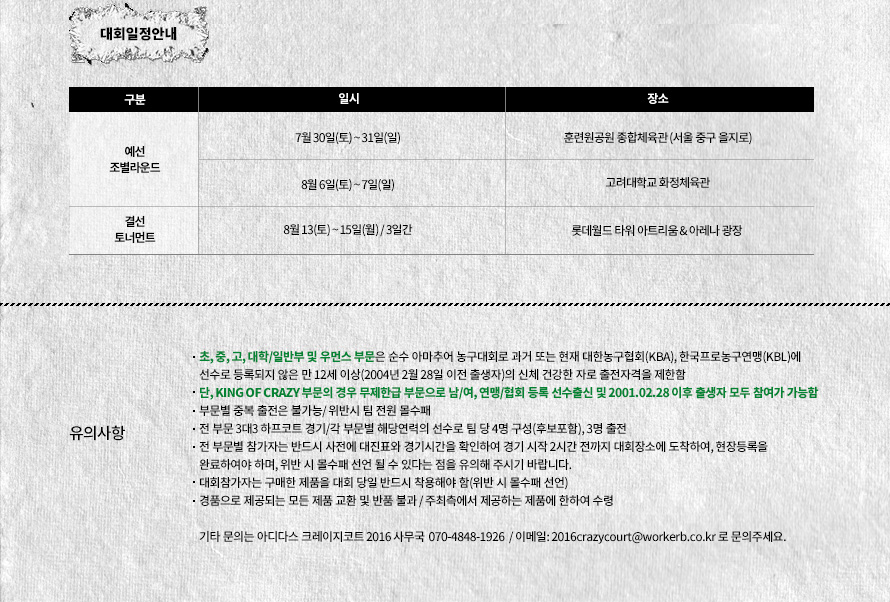 대회일정안내
구분 일시 장소
예선
조별라운드
7월 30일(토) ~ 31일(일) 훈련원공원 종합체육관 (서울 중구 을지로)
8월 6일(토) ~ 7일(일) 고려대학교 화정체육관
결선
토너먼트
8월 13(토) ~ 15일(월) / 3일간 롯데월드 타워 아트리움 & 아레나 광장
유의사항
· 초, 중, 고, 대학/일반부 및 우먼스 부문은 순수 아마추어 농구대회로 과거 또는 현재 대한농구협회(KBA), 한국프로농구연맹(KBL)에
선수로 등록되지 않은 만 12세 이상(2004년 2월 28일 이전 출생자)의 신체 건강한 자로 출전자격을 제한함
· 단, KING OF CRAZY 부문의 경우 무제한급 부문으로 남/여, 연맹/협회 등록 선수출신 및 2001.02.28 이후 출생자 모두 참여가 가능함
· 부문별 중복 출전은 불가능/ 위반시 팀 전원 몰수패
· 전 부문 3대3 하프코트 경기/각 부문별 해당연력의 선수로 팀 당 4명 구성(후보포함), 3명 출전
· 전 부문별 참가자는 반드시 사전에 대진표와 경기시간을 확인하여 경기 시작 2시간 전까지 대회장소에 도착하여, 현장등록을
완료하여야 하며, 위반 시 몰수패 선언 될 수 있다는 점을 유의해 주시기 바랍니다.
· 대회참가자는 구매한 제품을 대회 당일 반드시 착용해야 함(위반 시 몰수패 선언)
· 경품으로 제공되는 모든 제품 교환 및 반품 불과 / 주최측에서 제공하는 제품에 한하여 수령
기타 문의는 아디다스 크레이지코트 2016 사무국 070-4848-1926 / 이메일: 2016crazycourt@workerb.co.kr 로 문의주세요.